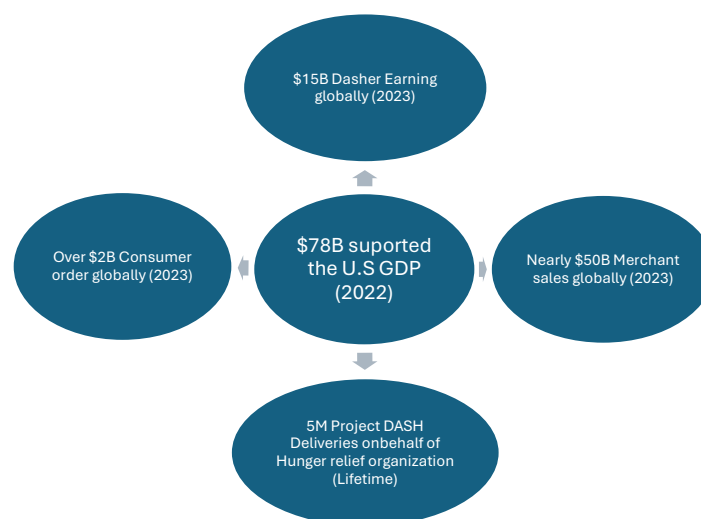 $15B Dasher Earning
globally (2023)
Over $2B Consumer
order globally (2023)
$78B suported
the U.S GDP
(2022)
Nearly $50B Merchant
sales globally (2023)
5M Project DASH
Deliveries onbehalf of
Hunger relief organization
(Lifetime)